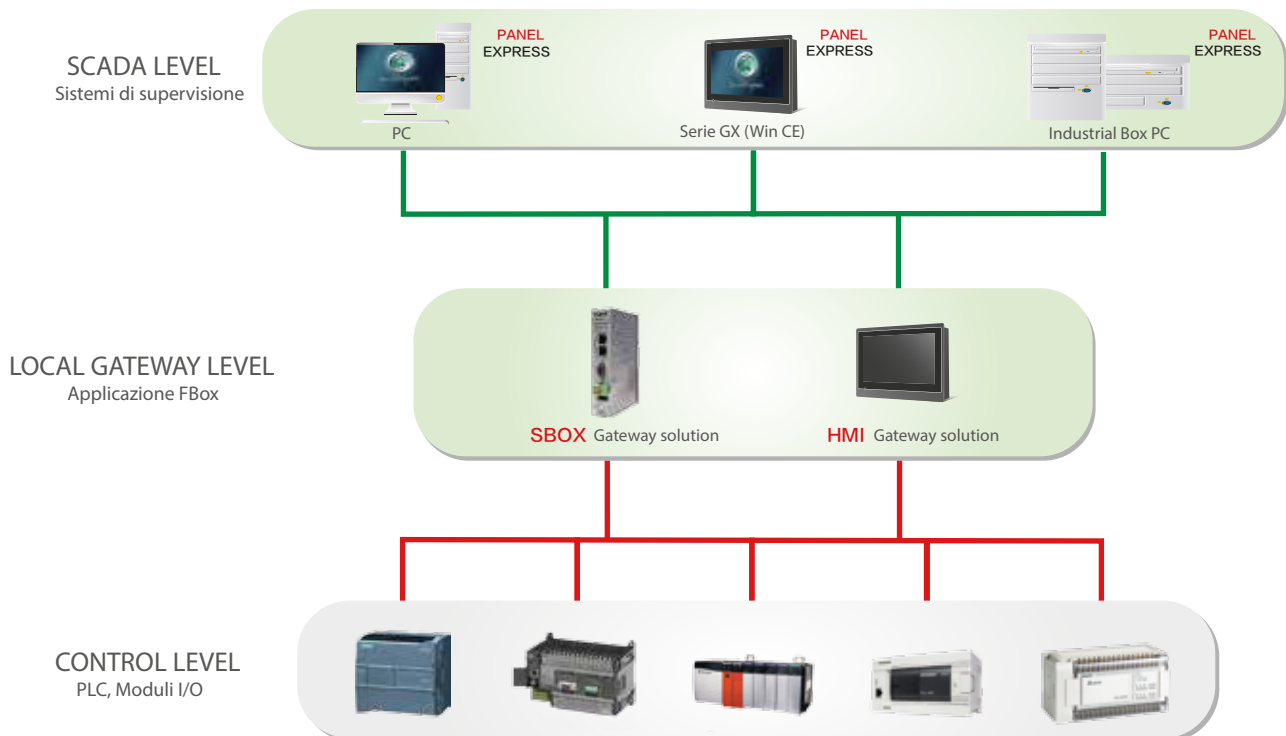 PANEL
EXPRESS
PANEL
EXPRESS
PANEL
EXPRESS
SCADA LEVEL
Sistemi di supervisione
PC
Serie GX (Win CE)
Industrial Box PC
LOCAL GATEWAY LEVEL
Applicazione FBox
SBOX Gateway solution
HMI Gateway solution
CONTROL LEVEL
PLC, Moduli I/O